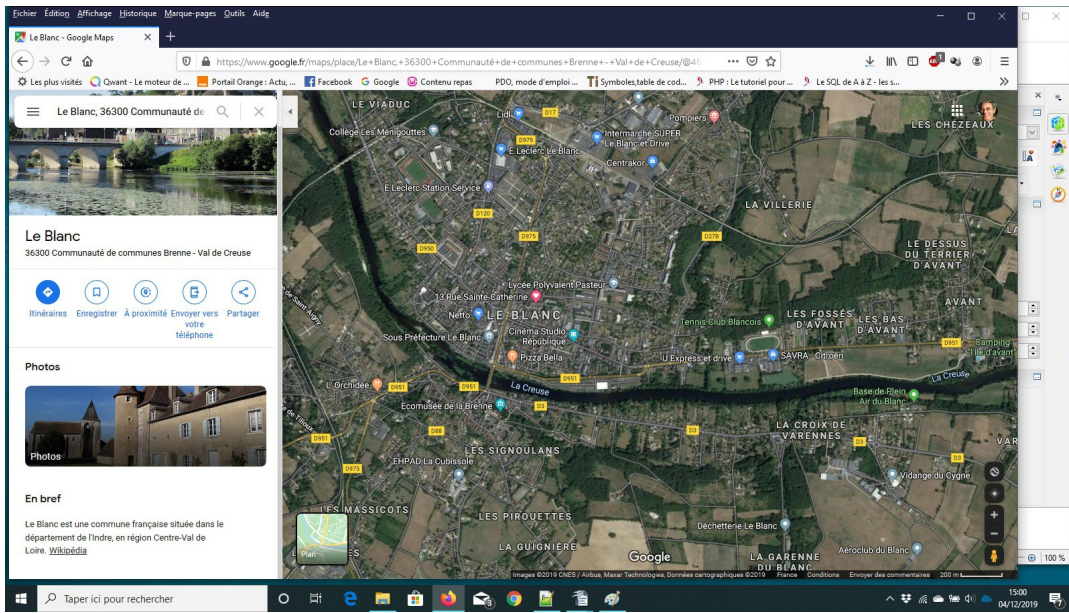 Fichier Édition Affichage Historique Marque-pages Outils Aide
Le Blanc - Google Maps
https://www.google.fr/maps/place/Le+Blanc,+36300+Communauté+de+communes+Brenne+-+Val+de+Creuse/@46
Les plus visités Qwant - Le moteur de ... Portail Orange : Actu, ... Facebook Google Contenu repas PDO, mode d'emploi ... Symboles,table de cod... PHP : Le tutoriel pour ... Le SQL de A à Z - les s...
Le Blanc, 36300 Communauté de
Le Blanc
36300 Communauté de communes Brenne - Val de Creuse
Itinéraires Enregistrer À proximité Envoyer vers votre téléphone Partager
Photos
Photos
En bref
Le Blanc est une commune française située dans le
département de l'Indre, en région Centre-Val de
Loire. Wikipédia
LE VIADUC
Lidl
D17
Pompiers
LES CHÉZEAUX
Collège Les Ménigouttes
D975
Intermarché SUPER
Le Blanc et Drive
E.Leclerc Le Blanc
Centrakor
E.Leclerc Station Service
LA VILLERIE
D120
D975
D27B
D950
LE DESSUS
DU TERRIER
D'AVANT
Lycée Polyvalent Pasteur
13 Rue Sainte-Catherine
AVANT
Netto
LE BLANC
Tennis Club Blancois
LES FOSSÉS
D'AVANT
LES BAS
D'AVANT
Sous Préfecture Le Blanc
Cinéma Studio
République
D951
Camping
"l'île d'avant"
Pizza Bella
U Express et drive
SAVRA - Citroën
L'Orchidée
D951
La Creuse
D951
La Creuse
Base de Plein
Air du Blanc
Ecomusée de la Brenne
D3
D88
D951
D3
LA CROIX DE
VARENNES
D3
VAR
LES SIGNOULANS
D3
D975
EHPAD La Cubissole
Vidange du Cygne
LES MASSICOTS
LES PIROUETTES
Déchetterie Le Blanc
Plan
LA GUIGNIÈRE
Google
LA GARENNE
DU BLANC
Aéroclub du Blanc
Images ©2019 CNES / Airbus, Maxar Technologies, Données cartographiques ©2019 France Conditions Envoyer des commentaires 200 m
100 %
Taper ici pour rechercher
15:00
04/12/2019